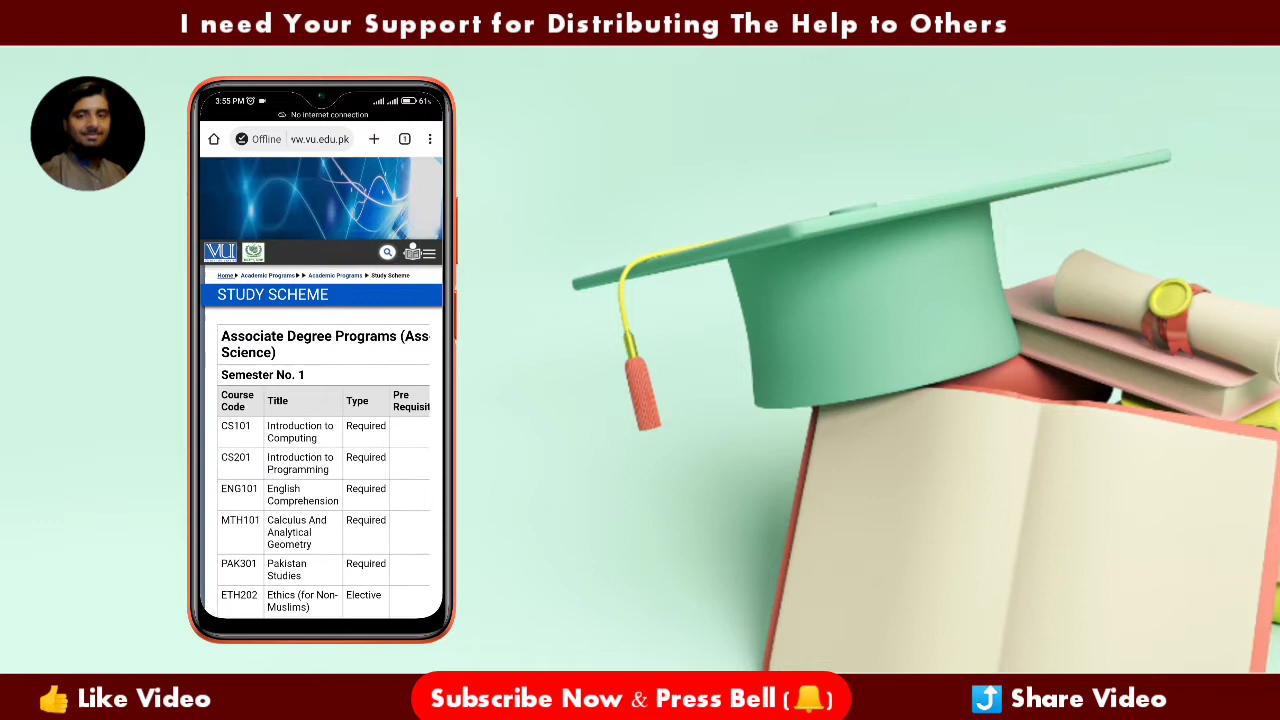 I need Your Support for Distributing The Help to Others
3:55 PM
61
No internet connection
Offline
vw.vu.edu.pk
1
VU
Home
Academic Programs
Academic Programs
Study Scheme
STUDY SCHEME
Associate Degree Programs (Ass
Science)
Semester No. 1
Course Code Title Type Pre Requisit
CS101 Introduction to Computing Required
CS201 Introduction to Programming Required
ENG101 English Comprehension Required
MTH101 Calculus And Analytical Geometry Required
PAK301 Pakistan Studies Required
ETH202 Ethics (for Non-Muslims) Elective
👍 Like Video
Subscribe Now & Press Bell (🔔)
Share Video